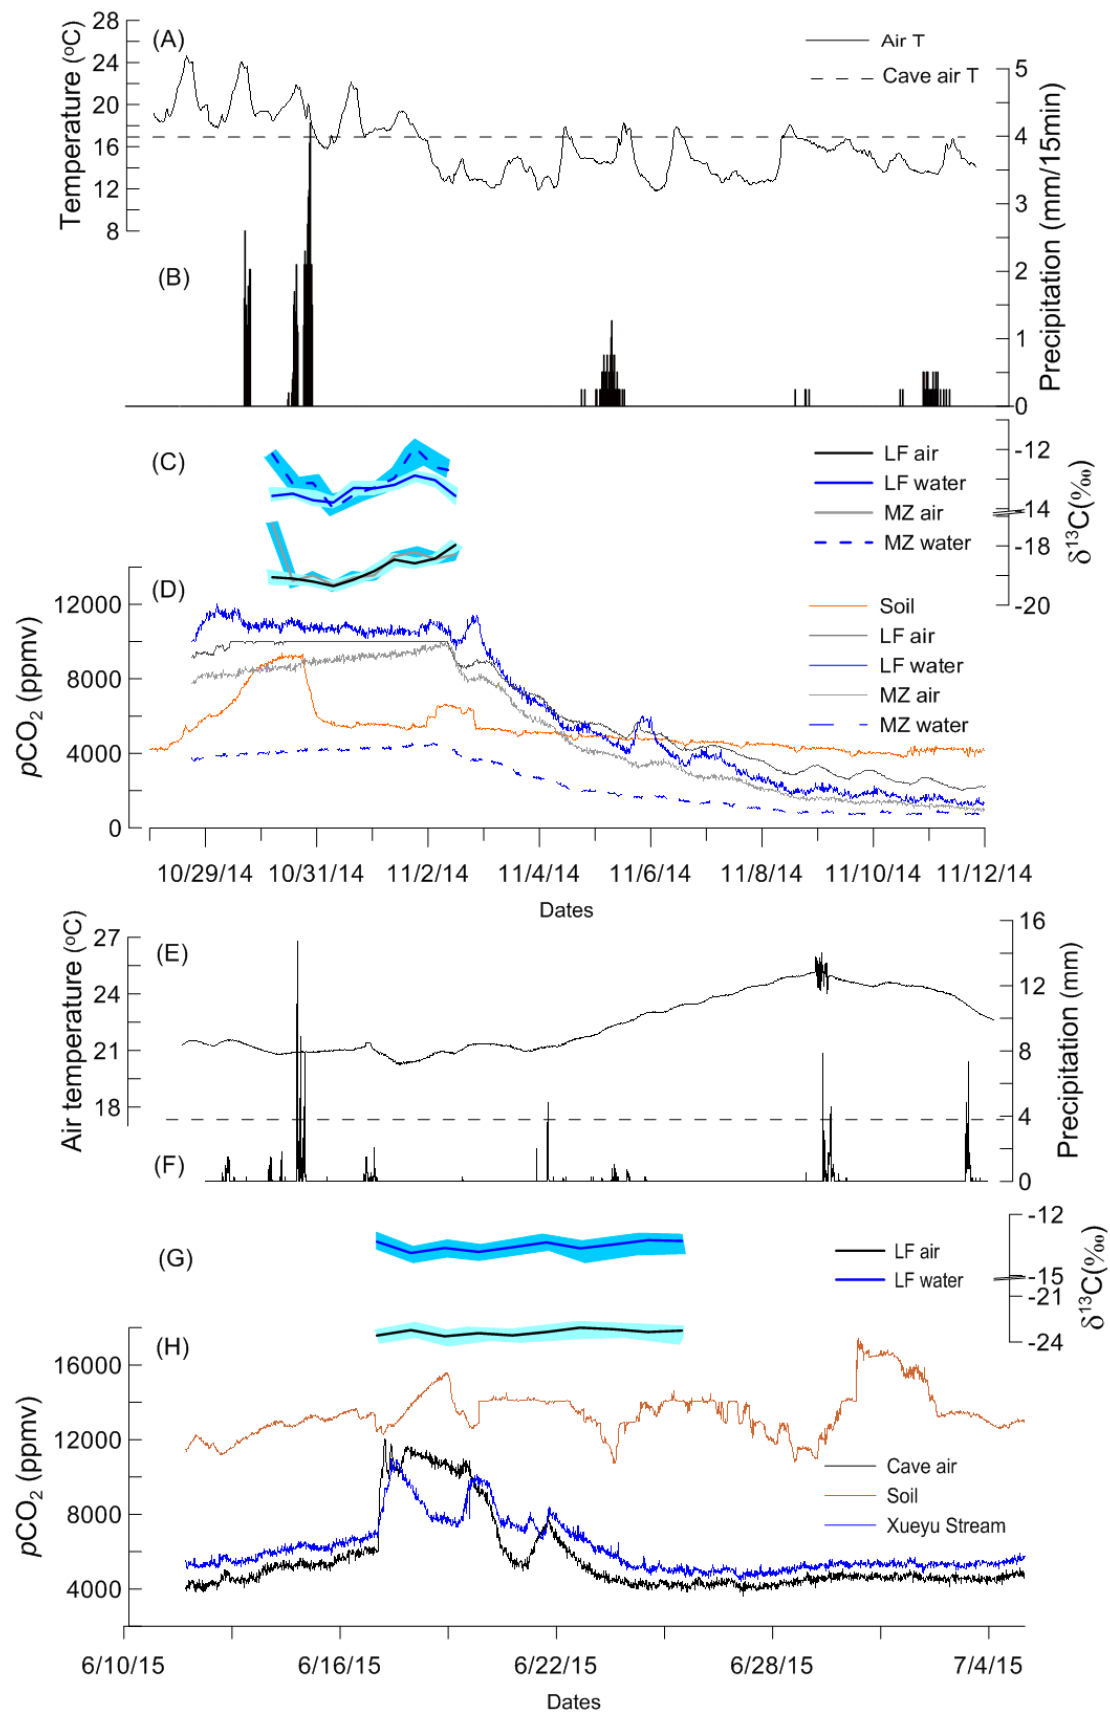 28
24
20
16
12
8
Temperature (oC)
(A)
Air T
Cave air T
5
4
3
2
1
0
Precipitation (mm/15min)
(B)
(C)
LF air
LF water
MZ air
MZ water
-12
-14
-18
-20
δ13C(‰)
(D)
12000
8000
4000
0
pCO2 (ppmv)
Soil
LF air
LF water
MZ air
MZ water
10/29/14 10/31/14 11/2/14 11/4/14 11/6/14 11/8/14 11/10/14 11/12/14
Dates
27
24
21
18
Air temperature (oC)
(E)
16
12
8
4
0
Precipitation (mm)
(F)
(G)
LF air
LF water
-12
-15
-21
-24
δ13C(‰)
(H)
16000
12000
8000
4000
pCO2 (ppmv)
Cave air
Soil
Xueyu Stream
6/10/15 6/16/15 6/22/15 6/28/15 7/4/15
Dates